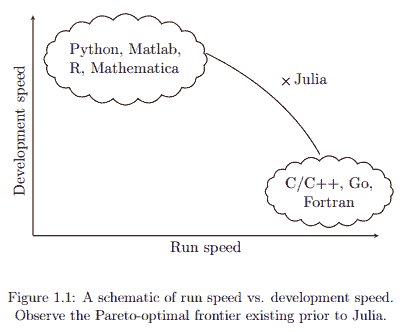 Python, Matlab,
R, Mathematica
× Julia
C/C++, Go,
Fortran
Development speed
Run speed
Figure 1.1: A schematic of run speed vs. development speed.
Observe the Pareto-optimal frontier existing prior to Julia.